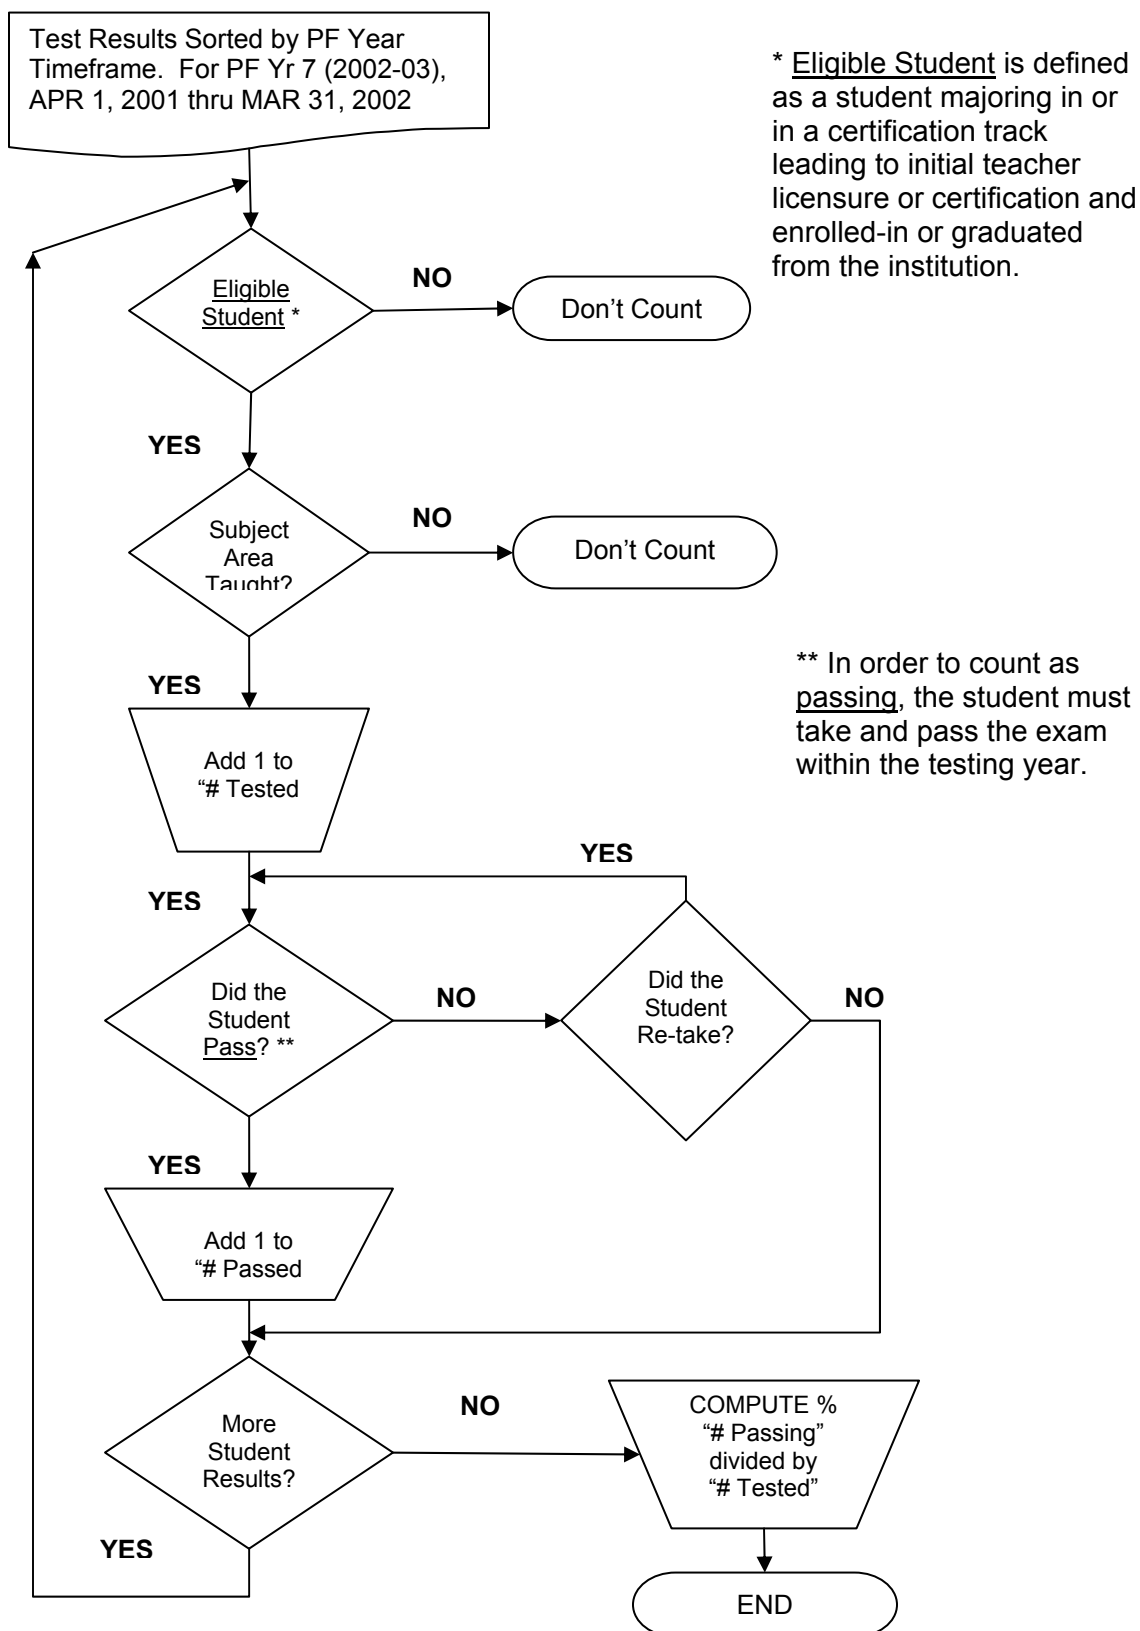 Test Results Sorted by PF Year
Timeframe. For PF Yr 7 (2002-03),
APR 1, 2001 thru MAR 31, 2002
* Eligible Student is defined
as a student majoring in or
in a certification track
leading to initial teacher
licensure or certification and
enrolled-in or graduated
from the institution.
Eligible
Student *
NO
Don't Count
YES
Subject
Area
Taught?
NO
Don't Count
YES
** In order to count as
passing, the student must
take and pass the exam
within the testing year.
Add 1 to
“# Tested
YES
YES
Did the
Student
Pass? **
NO
Did the
Student
Re-take?
NO
YES
Add 1 to
“# Passed
More
Student
Results?
NO
COMPUTE %
“# Passing”
divided by
“# Tested”
YES
END